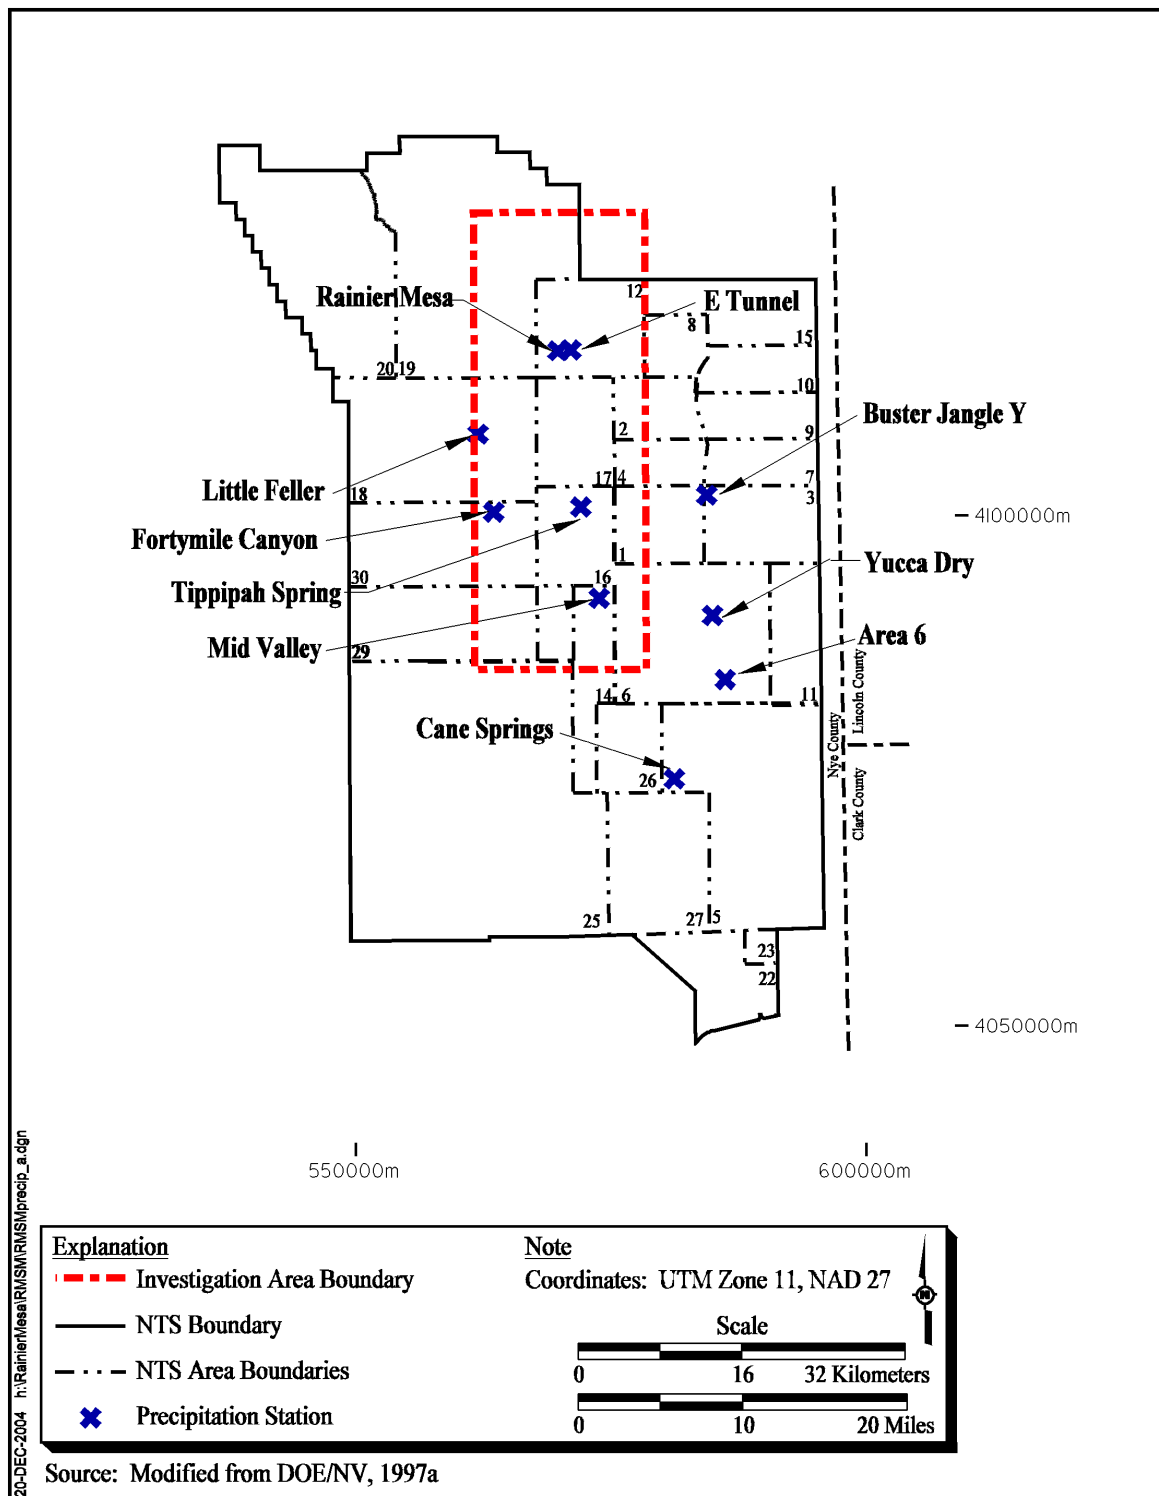 12
Rainier Mesa
E Tunnel
8
15
20
19
10
Buster Jangle Y
2
9
Little Feller
17
4
7
18
3
4100000m
Fortymile Canyon
1
Yucca Dry
30
16
Tippipah Spring
Area 6
Mid Valley
29
Lincoln County
14
6
11
Cane Springs
Nye County
26
Clark County
25
27
5
23
22
4050000m
550000m
600000m
20-DEC-2004 h:\RainierMesa\RMSM\RMSMprecip_a.dgn
Explanation
Investigation Area Boundary
NTS Boundary
NTS Area Boundaries
Precipitation Station
Note
Coordinates: UTM Zone 11, NAD 27
N
Scale
0 16 32 Kilometers
0 10 20 Miles
Source: Modified from DOE/NV, 1997a